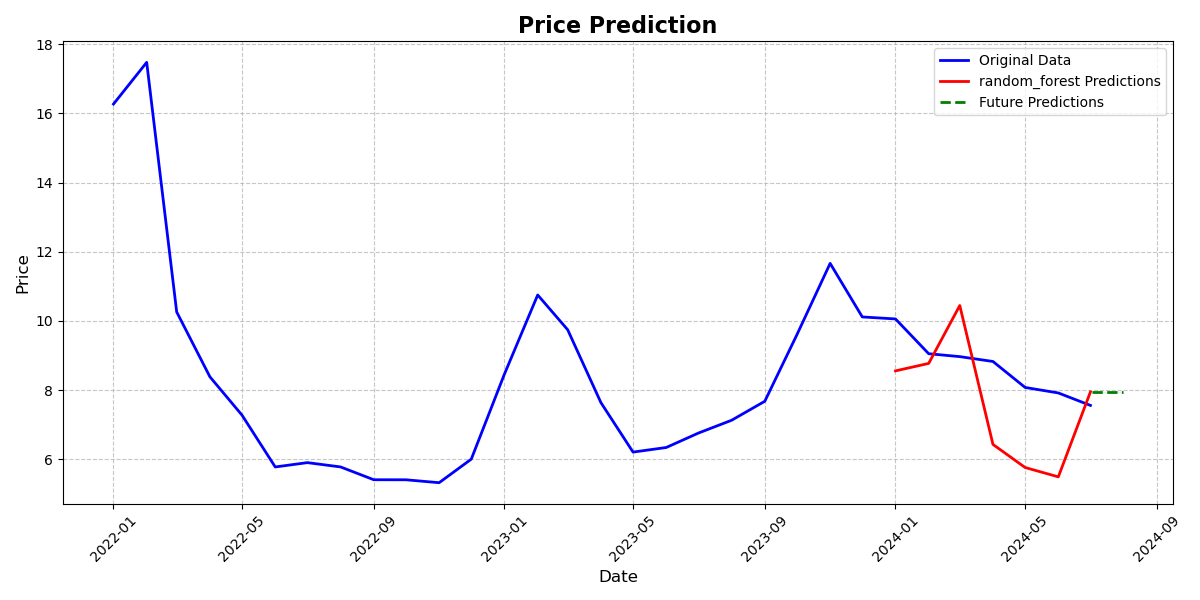 Price Prediction
Original Data
random_forest Predictions
Future Predictions
Price
18
16
14
12
10
8
6
2022-01
2022-05
2022-09
2023-01
2023-05
2023-09
2024-01
2024-05
2024-09
Date